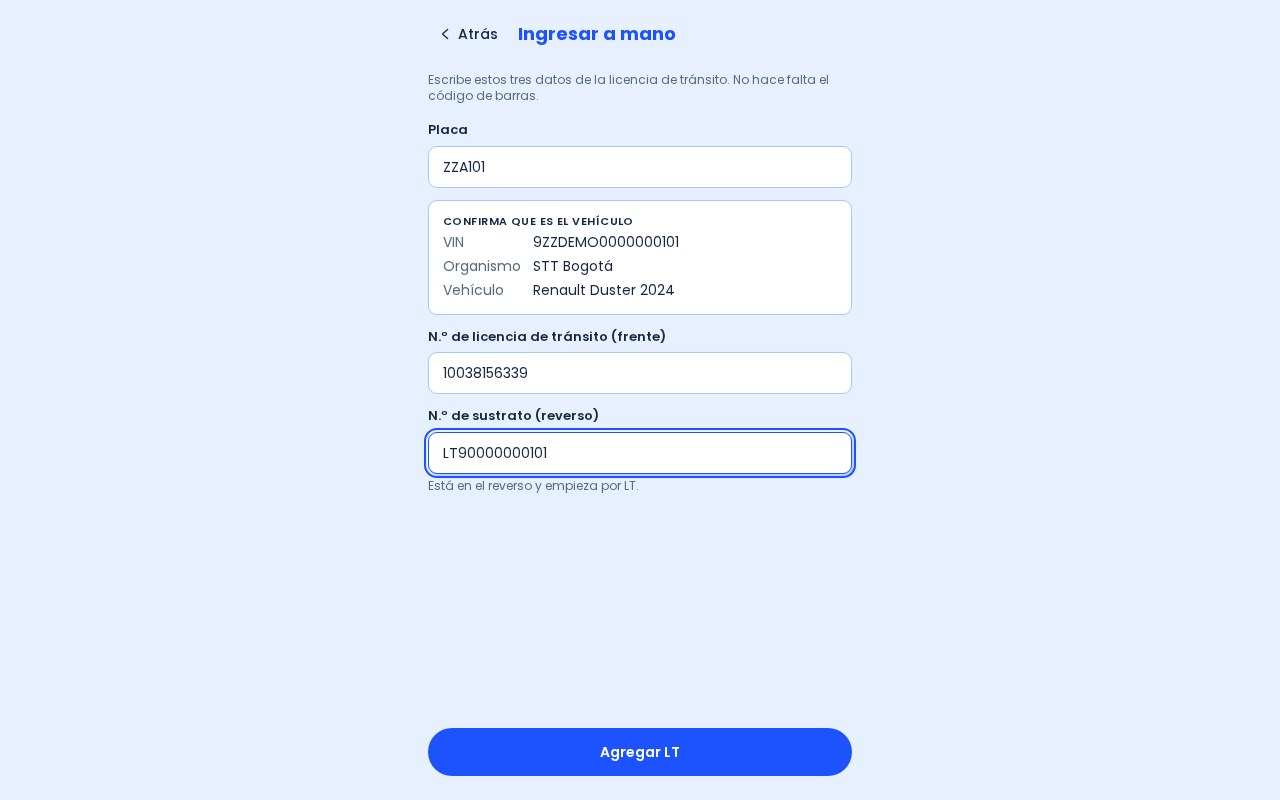 Atrás Ingresar a mano
Escribe estos tres datos de la licencia de tránsito. No hace falta el
código de barras.
Placa
ZZA101
CONFIRMA QUE ES EL VEHÍCULO
VIN 9ZZDEMO0000000101
Organismo STT Bogotá
Vehículo Renault Duster 2024
N.º de licencia de tránsito (frente)
10038156339
N.º de sustrato (reverso)
LT90000000101
Está en el reverso y empieza por LT.
Agregar LT